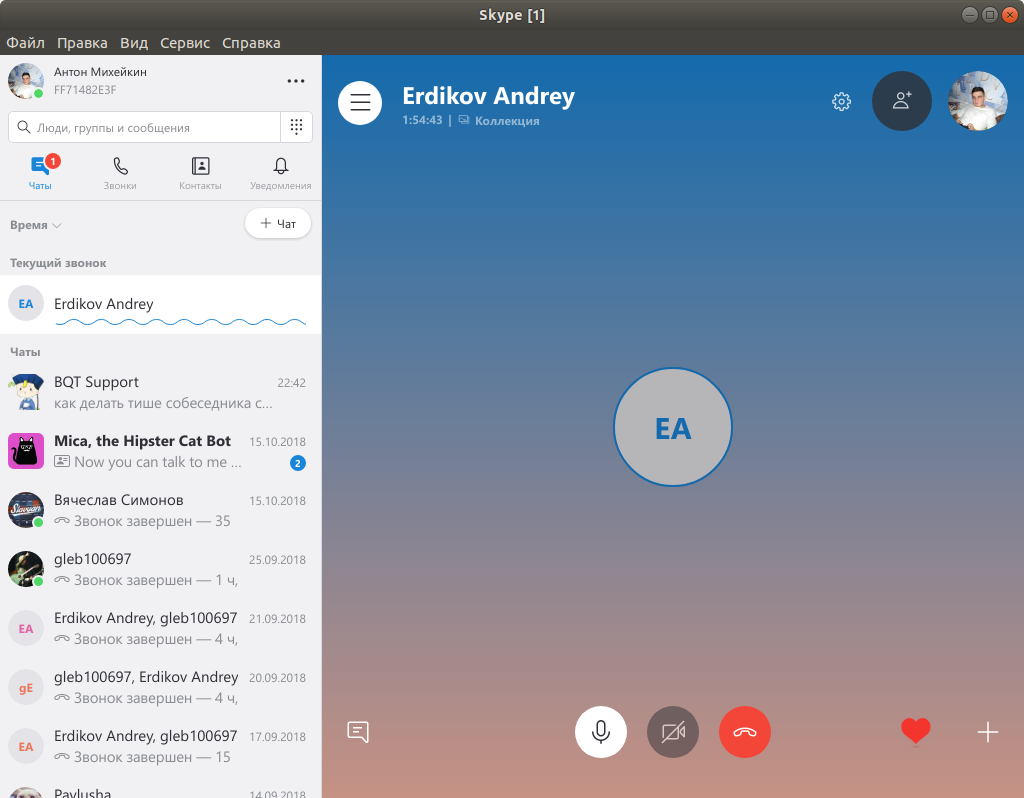 Skype [1]
Файл Правка Вид Сервис Справка
Антон Михейкин
FF71482E3F
Люди, группы и сообщения
1
Чаты Звонки Контакты Уведомления
Время
Чат
Текущий звонок
EA
Erdikov Andrey
Чаты
BQT Support 22:42
как делать тише собеседника с...
Mica, the Hipster Cat Bot 15.10.2018
Now you can talk to me ... 2
Вячеслав Симонов 15.10.2018
Slavyan
Звонок завершен — 35
gleb100697 25.09.2018
Звонок завершен — 1 ч,
EA
Erdikov Andrey, gleb100697 21.09.2018
Звонок завершен — 4 ч,
gE
gleb100697, Erdikov Andrey 20.09.2018
Звонок завершен — 4 ч,
EA
Erdikov Andrey, gleb100697 17.09.2018
Звонок завершен — 15
Pavlusha 14.09.2018
Erdikov Andrey
1:54:43 | Коллекция
EA